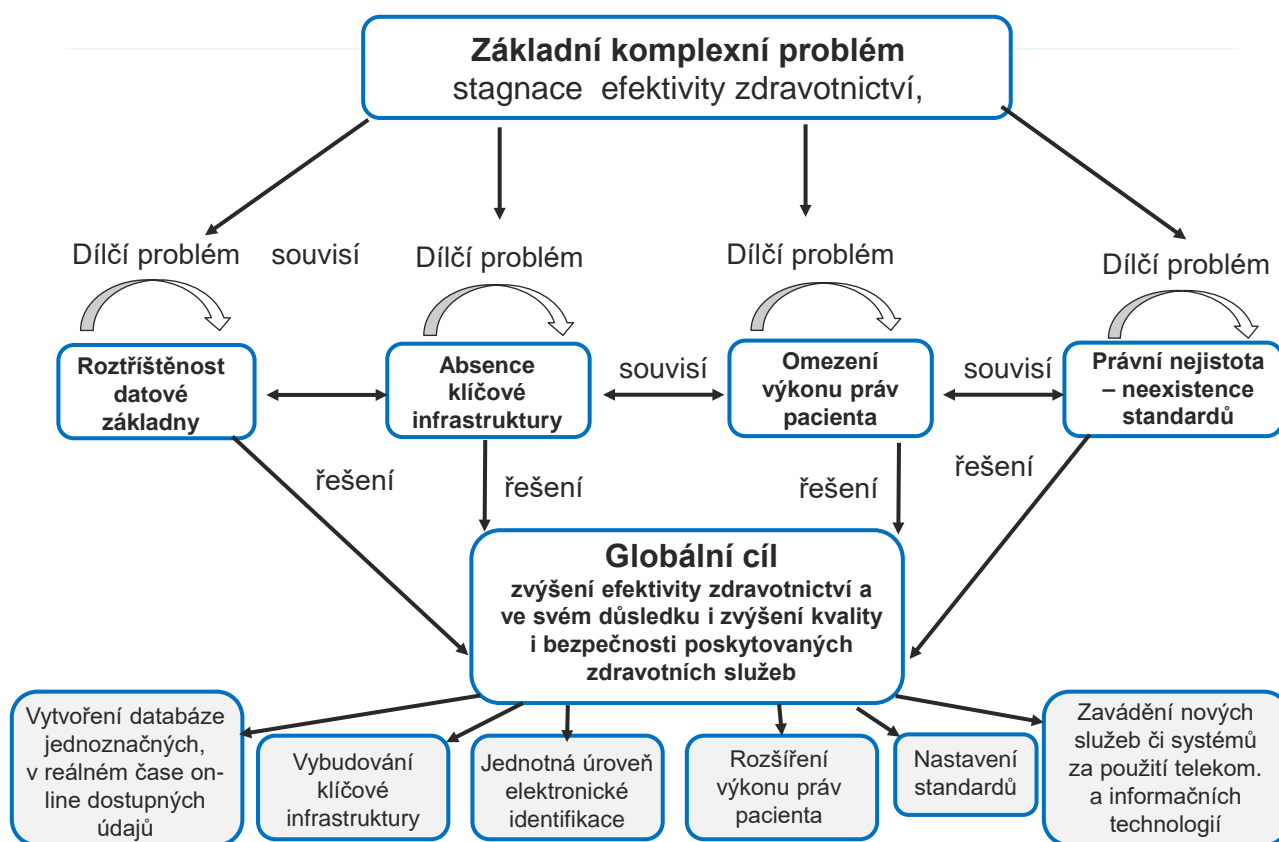 Základní komplexní problém
stagnace efektivity zdravotnictví,
Dílčí problém
souvisí
Dílčí problém
Dílčí problém
Dílčí problém
Roztříštěnost
datové
základny
Absence
klíčové
infrastruktury
souvisí
Omezení
výkonu práv
pacienta
souvisí
Právní nejistota
– neexistence
standardů
řešení
řešení
řešení
řešení
Globální cíl
zvýšení efektivity zdravotnictví a
ve svém důsledku i zvýšení kvality
i bezpečnosti poskytovaných
zdravotních služeb
Vytvoření databáze
jednoznačných,
v reálném čase on-
line dostupných
údajů
Vybudování
klíčové
infrastruktury
Jednotná úroveň
elektronické
identifikace
Rozšíření
výkonu práv
pacienta
Nastavení
standardů
Zavádění nových
služeb či systémů
za použití telekom.
a informačních
technologií